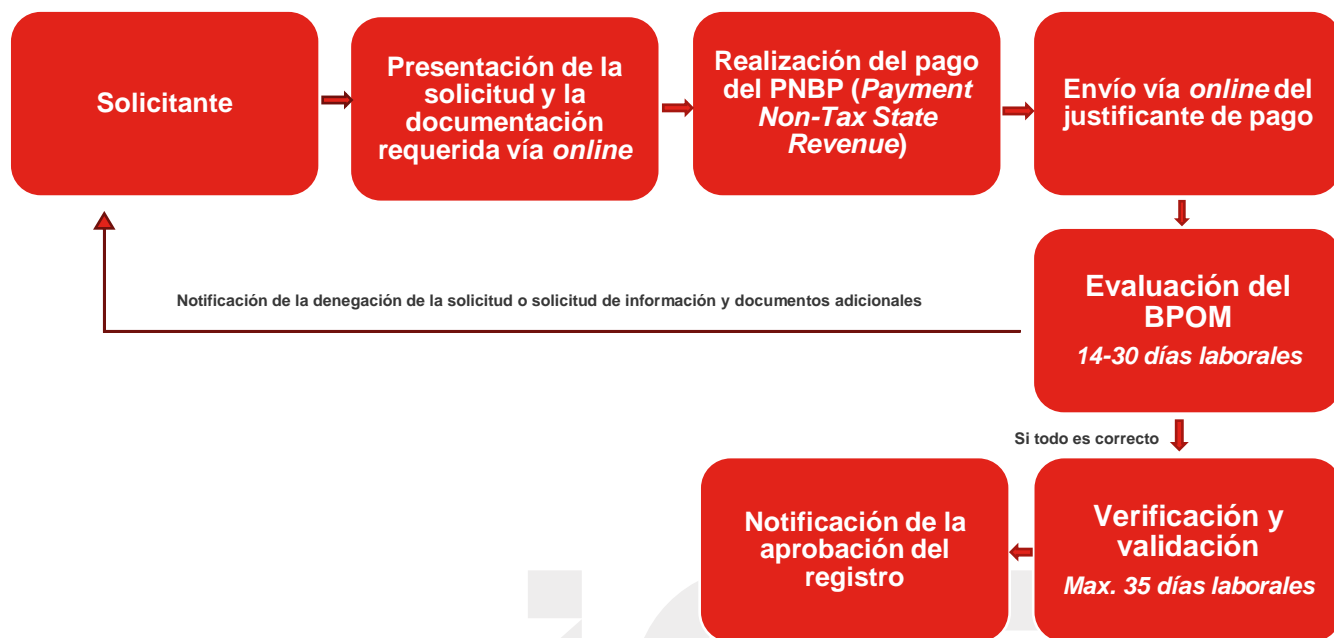 Solicitante
Presentación de la
solicitud y la
documentación
requerida vía online
Realización del pago
del PNBP (Payment
Non-Tax State
Revenue)
Envío vía online del
justificante de pago
Notificación de la denegación de la solicitud o solicitud de información y documentos adicionales
Evaluación del
BPOM
14-30 días laborales
Si todo es correcto
Verificación y
validación
Max. 35 días laborales
Notificación de la
aprobación del
registro